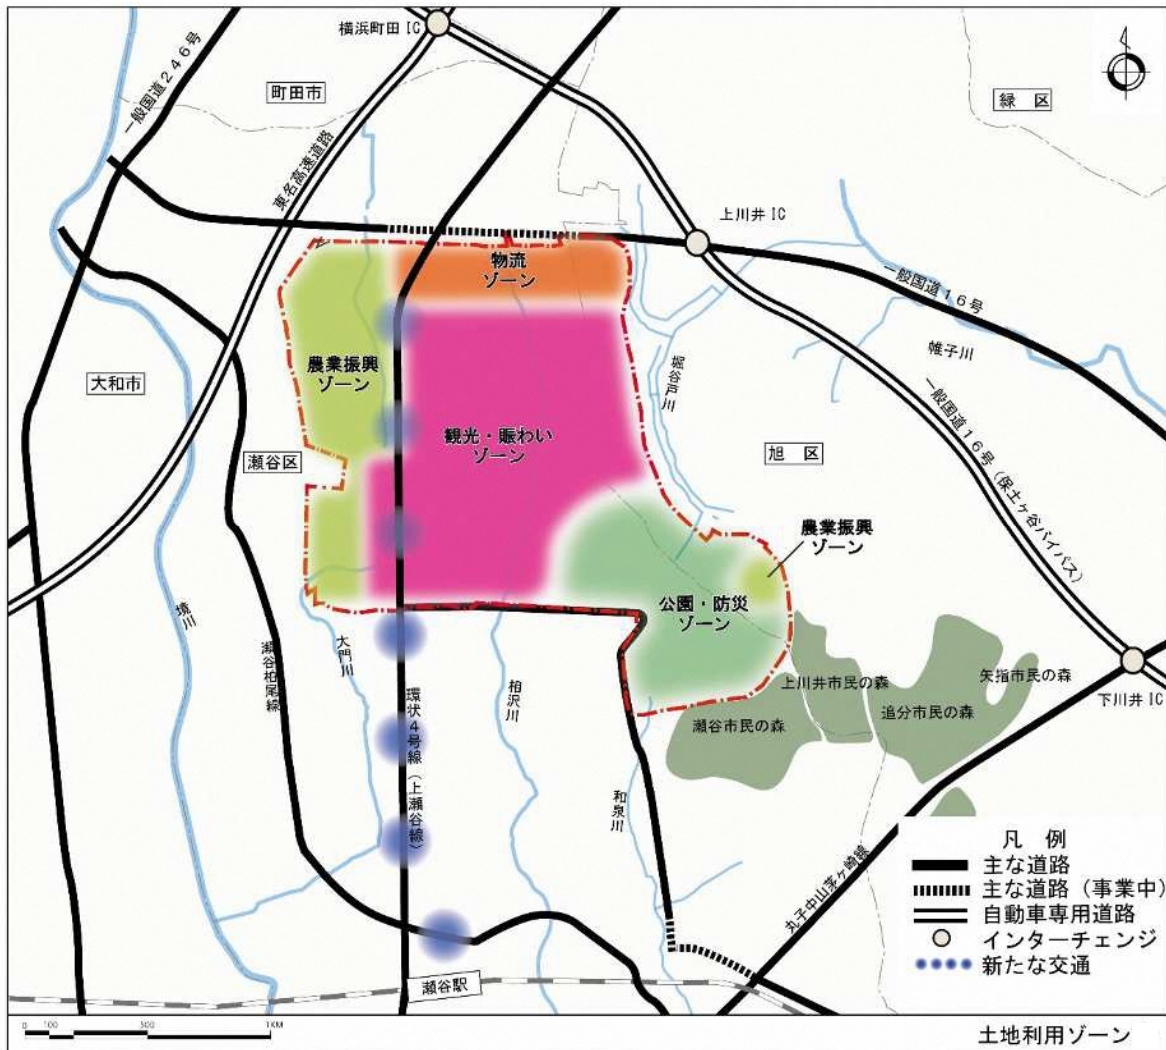 横浜町田 IC
一般国道２４６号
町田市
緑 区
東名高速道路
上川井 IC
物流
ゾーン
一般国道１６号
帷子川
農業振興
ゾーン
堀谷戸川
大和市
観光・賑わい
ゾーン
一般国道１６号（保土ヶ谷バイパス）
瀬谷区
旭 区
農業振興
ゾーン
公園・防災
ゾーン
境川
瀬谷柏尾線
大門川
環状４号線（上瀬谷線）
相沢川
和泉川
上川井市民の森
矢指市民の森
瀬谷市民の森
追分市民の森
下川井 IC
丸子中山茅ヶ崎線
瀬谷駅
凡 例
主な道路
主な道路（事業中）
自動車専用道路
インターチェンジ
新たな交通
0 100 500 1KM
土地利用ゾーン